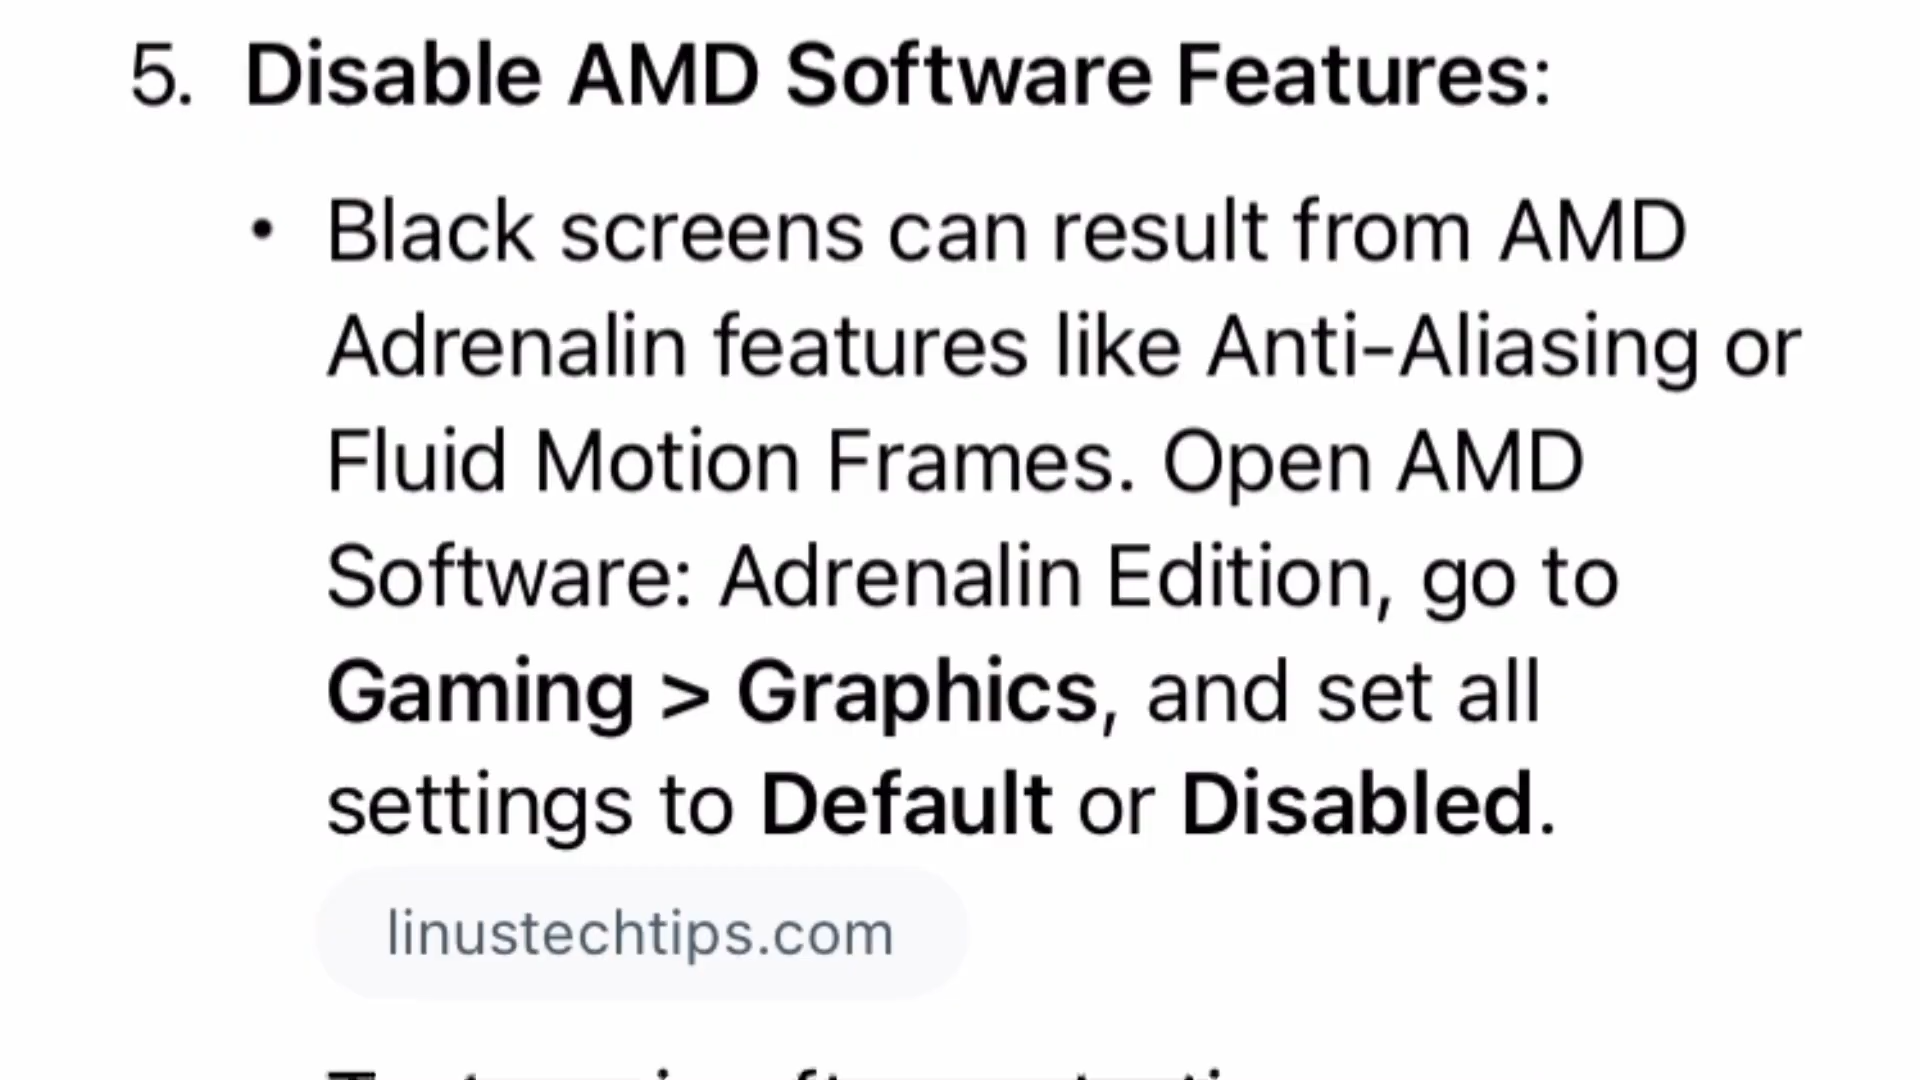 5. Disable AMD Software Features:
• Black screens can result from AMD
Adrenalin features like Anti-Aliasing or
Fluid Motion Frames. Open AMD
Software: Adrenalin Edition, go to
Gaming > Graphics, and set all
settings to Default or Disabled.
linustechtips.com